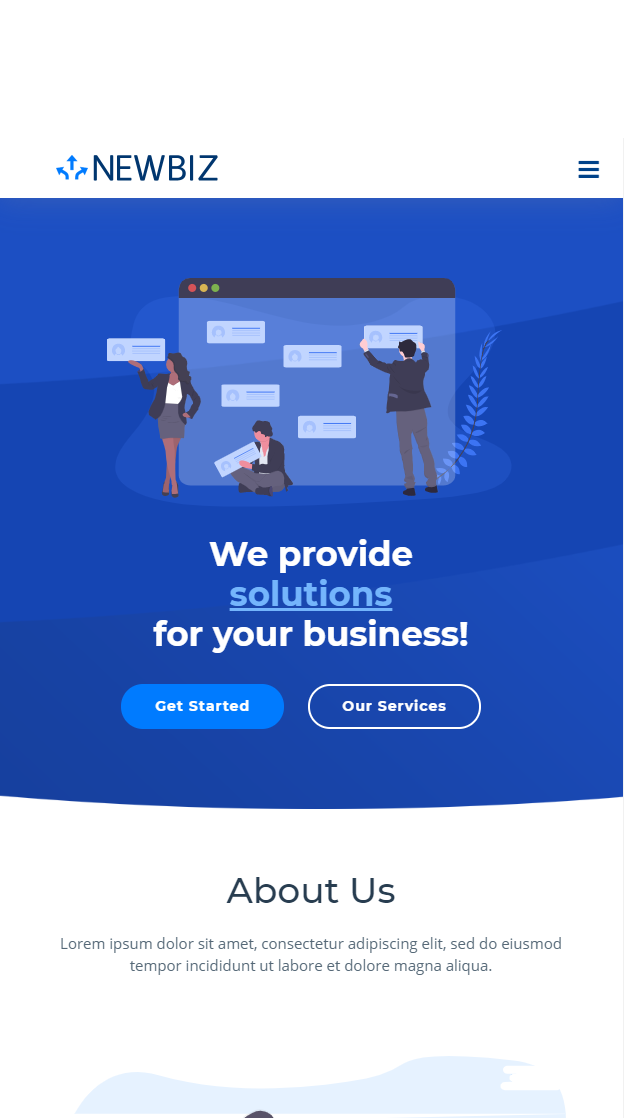 NEWBIZ
We provide
solutions
for your business!
Get Started
Our Services
About Us
Lorem ipsum dolor sit amet, consectetur adipiscing elit, sed do eiusmod
tempor incididunt ut labore et dolore magna aliqua.